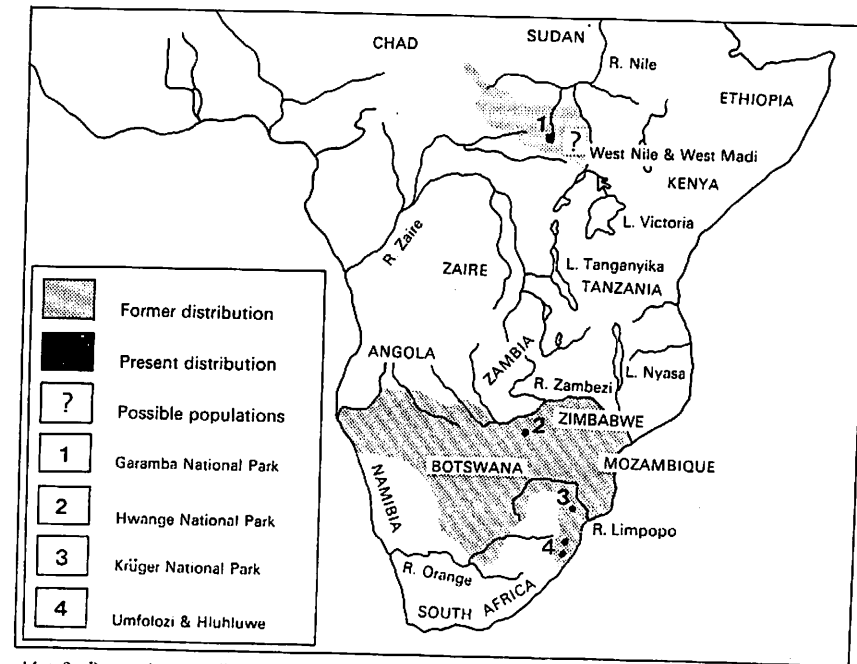 CHAD
SUDAN
R. Nile
ETHIOPIA
1
?
West Nile & West Madi
KENYA
L. Victoria
R. Zaire
ZAIRE
L. Tanganyika
TANZANIA
ANGOLA
ZAMBIA
R. Zambezi
L. Nyasa
2
ZIMBABWE
BOTSWANA
MOZAMBIQUE
NAMIBIA
3
R. Limpopo
4
R. Orange
SOUTH AFRICA
Former distribution
Present distribution
? Possible populations
1 Garamba National Park
2 Hwange National Park
3 Krüger National Park
4 Umfolozi & Hluhluwe